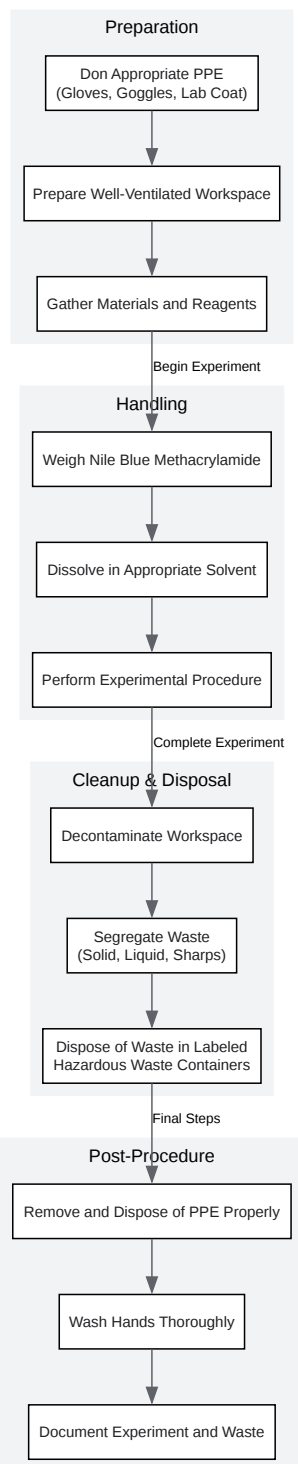 Preparation
Don Appropriate PPE
(Gloves, Goggles, Lab Coat)
Prepare Well-Ventilated Workspace
Gather Materials and Reagents
Begin Experiment
Handling
Weigh Nile Blue Methacrylamide
Dissolve in Appropriate Solvent
Perform Experimental Procedure
Complete Experiment
Cleanup & Disposal
Decontaminate Workspace
Segregate Waste
(Solid, Liquid, Sharps)
Dispose of Waste in Labeled
Hazardous Waste Containers
Final Steps
Post-Procedure
Remove and Dispose of PPE Properly
Wash Hands Thoroughly
Document Experiment and Waste